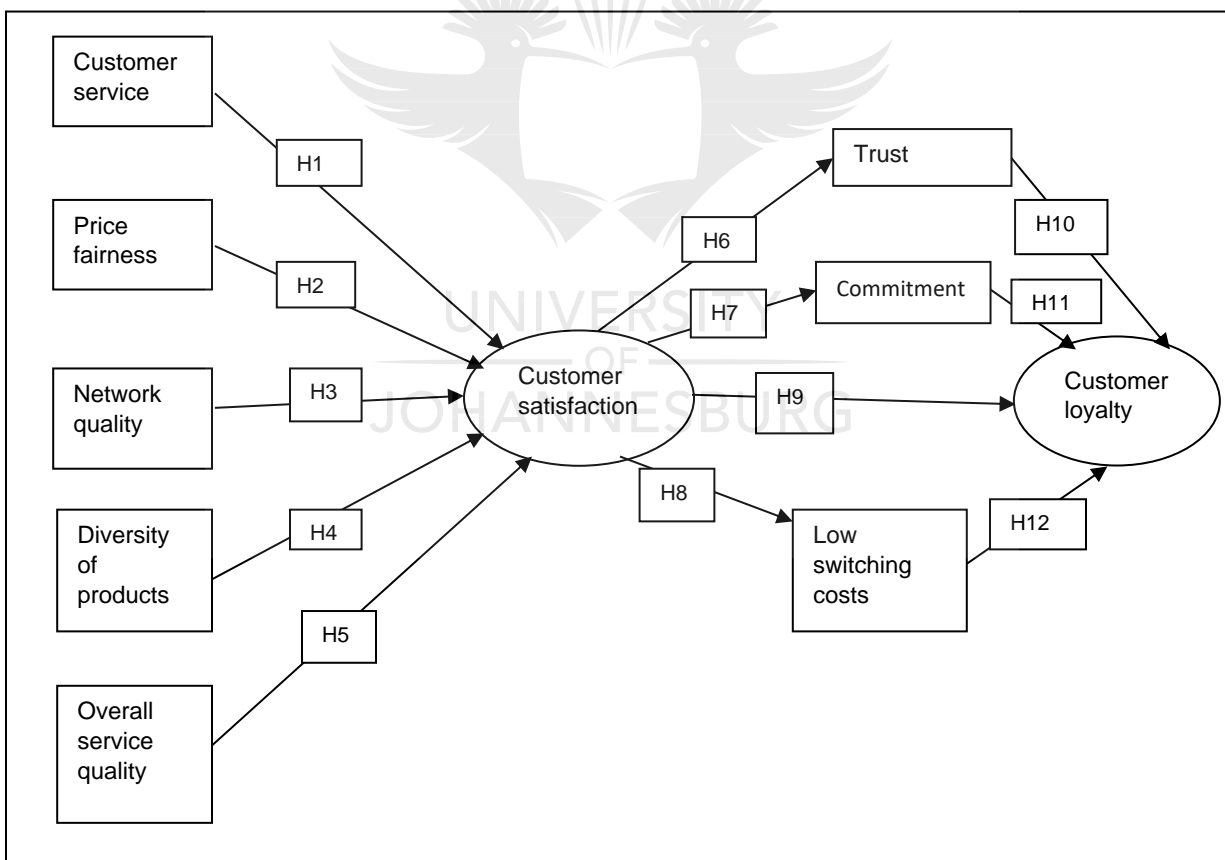 Customer
service
H1
Price
fairness
H2
Network
quality
H3
Diversity
of
products
H4
Overall
service
quality
H5
UNIVERSITY
OF
JOHANNESBURG
Customer
satisfaction
H6
Trust
H10
H7
Commitment
H11
H9
Customer
loyalty
H8
Low
switching
costs
H12